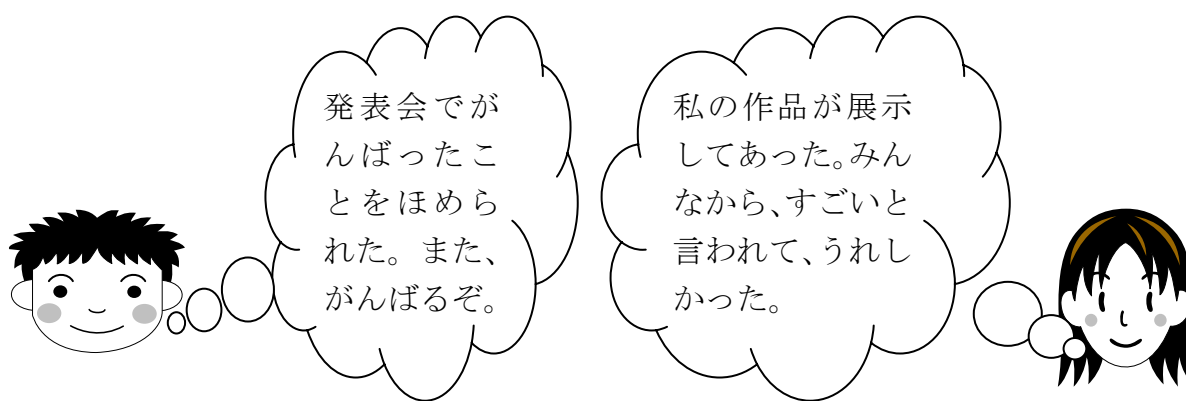 発表会でが
んばったこ
とをほめら
れた。また、
がんばるぞ。
私の作品が展示
してあった。みん
なから、すごいと
言われて、うれし
かった。